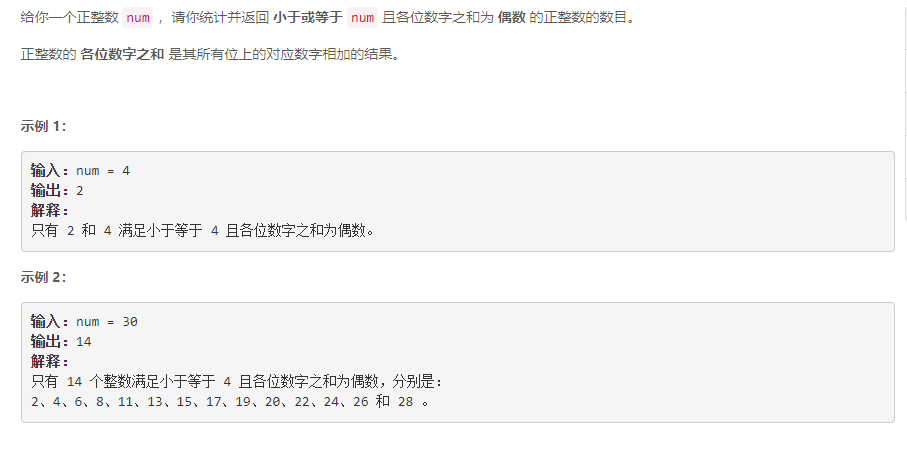 给你一个正整数 num ，请你统计并返回 小于或等于 num 且各位数字之和为 偶数 的正整数的数目。
正整数的 各位数字之和 是其所有位上的对应数字相加的结果。
示例 1：
输入：num = 4
输出：2
解释：
只有 2 和 4 满足小于等于 4 且各位数字之和为偶数。
示例 2：
输入：num = 30
输出：14
解释：
只有 14 个整数满足小于等于 4 且各位数字之和为偶数，分别是：
2、4、6、8、11、13、15、17、19、20、22、24、26 和 28 。